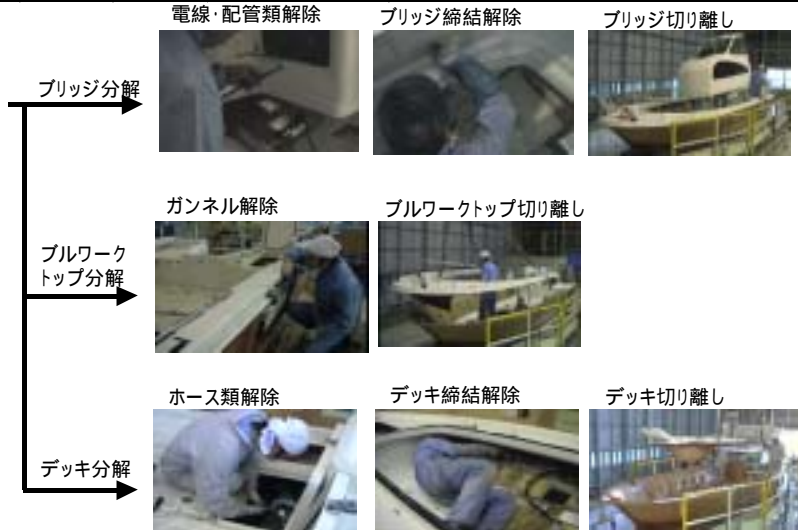 電線・配管類解除
ブリッジ締結解除
ブリッジ切り離し
ブリッジ分解
ガンネル解除
ブルワークトップ切り離し
ブルワーク
トップ分解
ホース類解除
デッキ締結解除
デッキ切り離し
デッキ分解